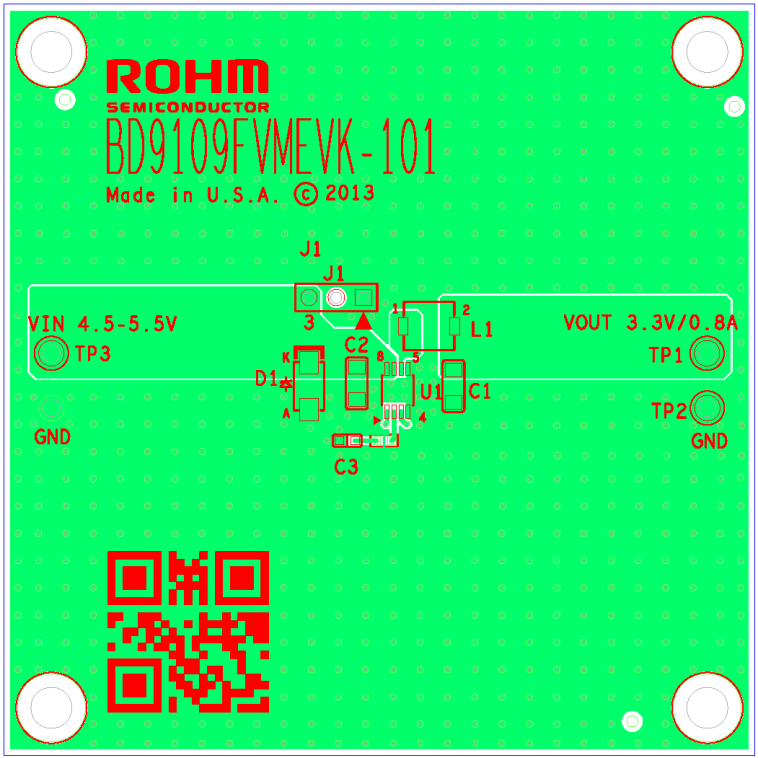 ROHM
SEMICONDUCTOR
BD9109FVMEVK-101
Made in U.S.A. © 2013
J1
J1
3
1 2
L1
VIN 4.5-5.5V
VOUT 3.3V/0.8A
TP3
C2
K
D1
A
8 5
U1
4
C1
TP1
TP2
GND
GND
C3